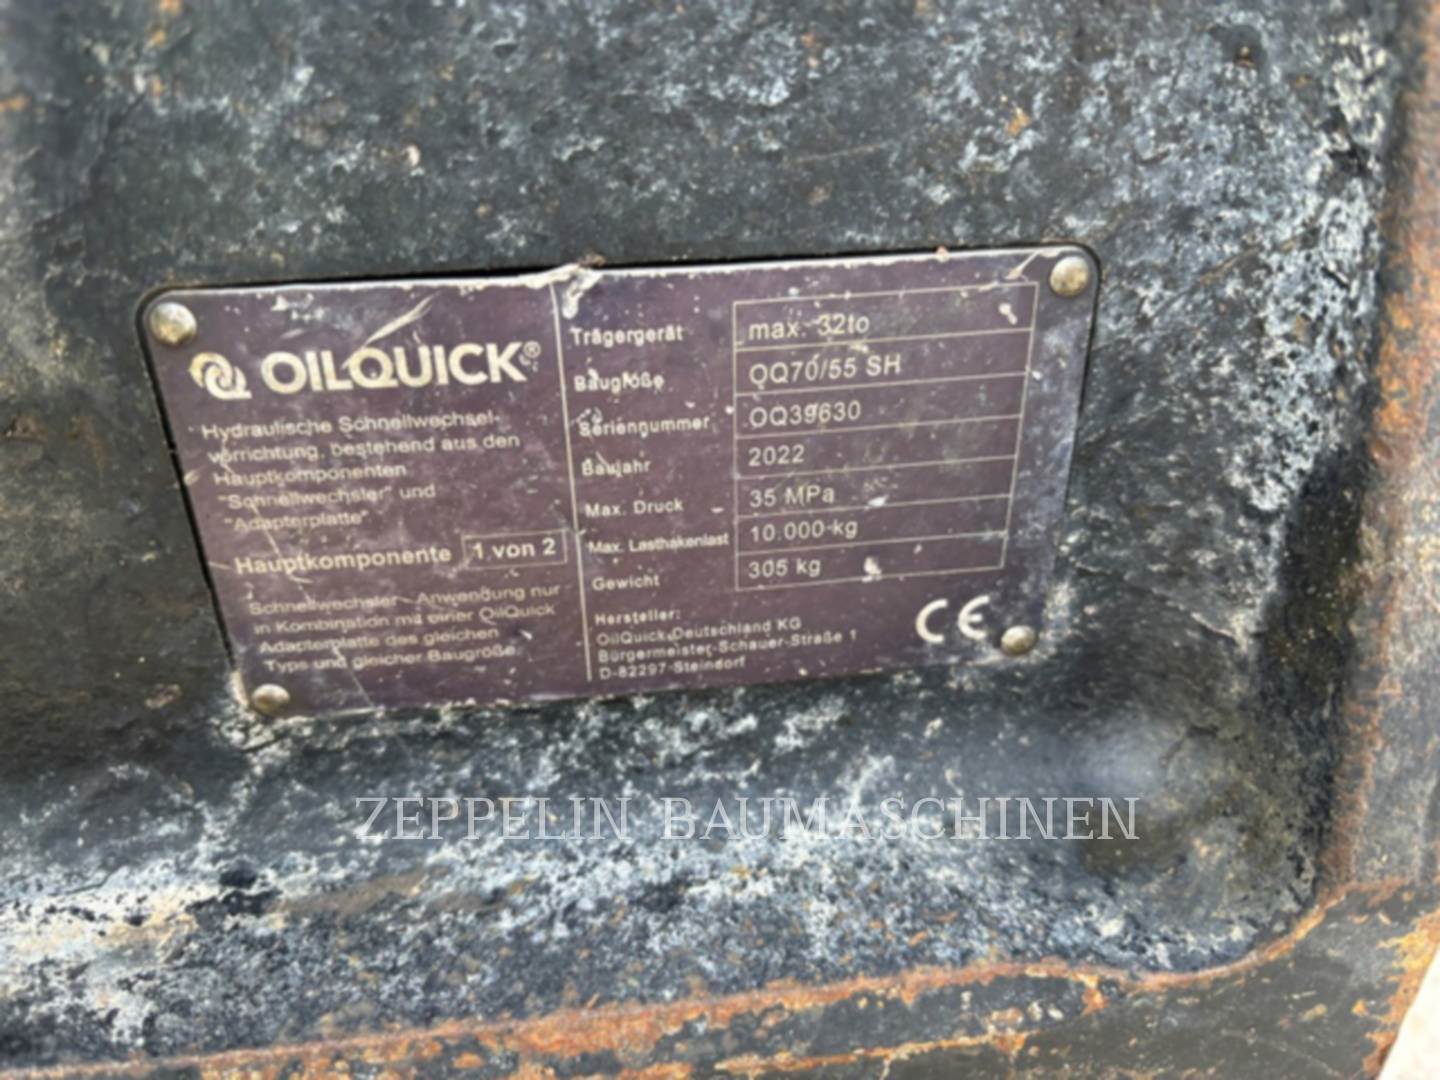 OILQUICK®
Hydraulische Schnellwechsel-
vorrichtung, bestehend aus den
Hauptkomponenten
"Schnellwechsler" und
"Adapterplatte"
Hauptkomponente 1 von 2
Schnellwechsler - Anwendung nur
in Kombination mit einer OilQuick
Adapterplatte des gleichen
Typs und gleicher Baugröße.
Trägergerät max. 32to
Baugröße OQ70/55 SH
Seriennummer OQ39630
Baujahr 2022
Max. Druck 35 MPa
Max. Lasthakenlast 10.000 kg
Gewicht 305 kg
Hersteller:
OilQuick Deutschland KG
Bürgermeister-Schauer-Straße 1
D-82297 Steindorf
CE
ZEPPELIN BAUMASCHINEN